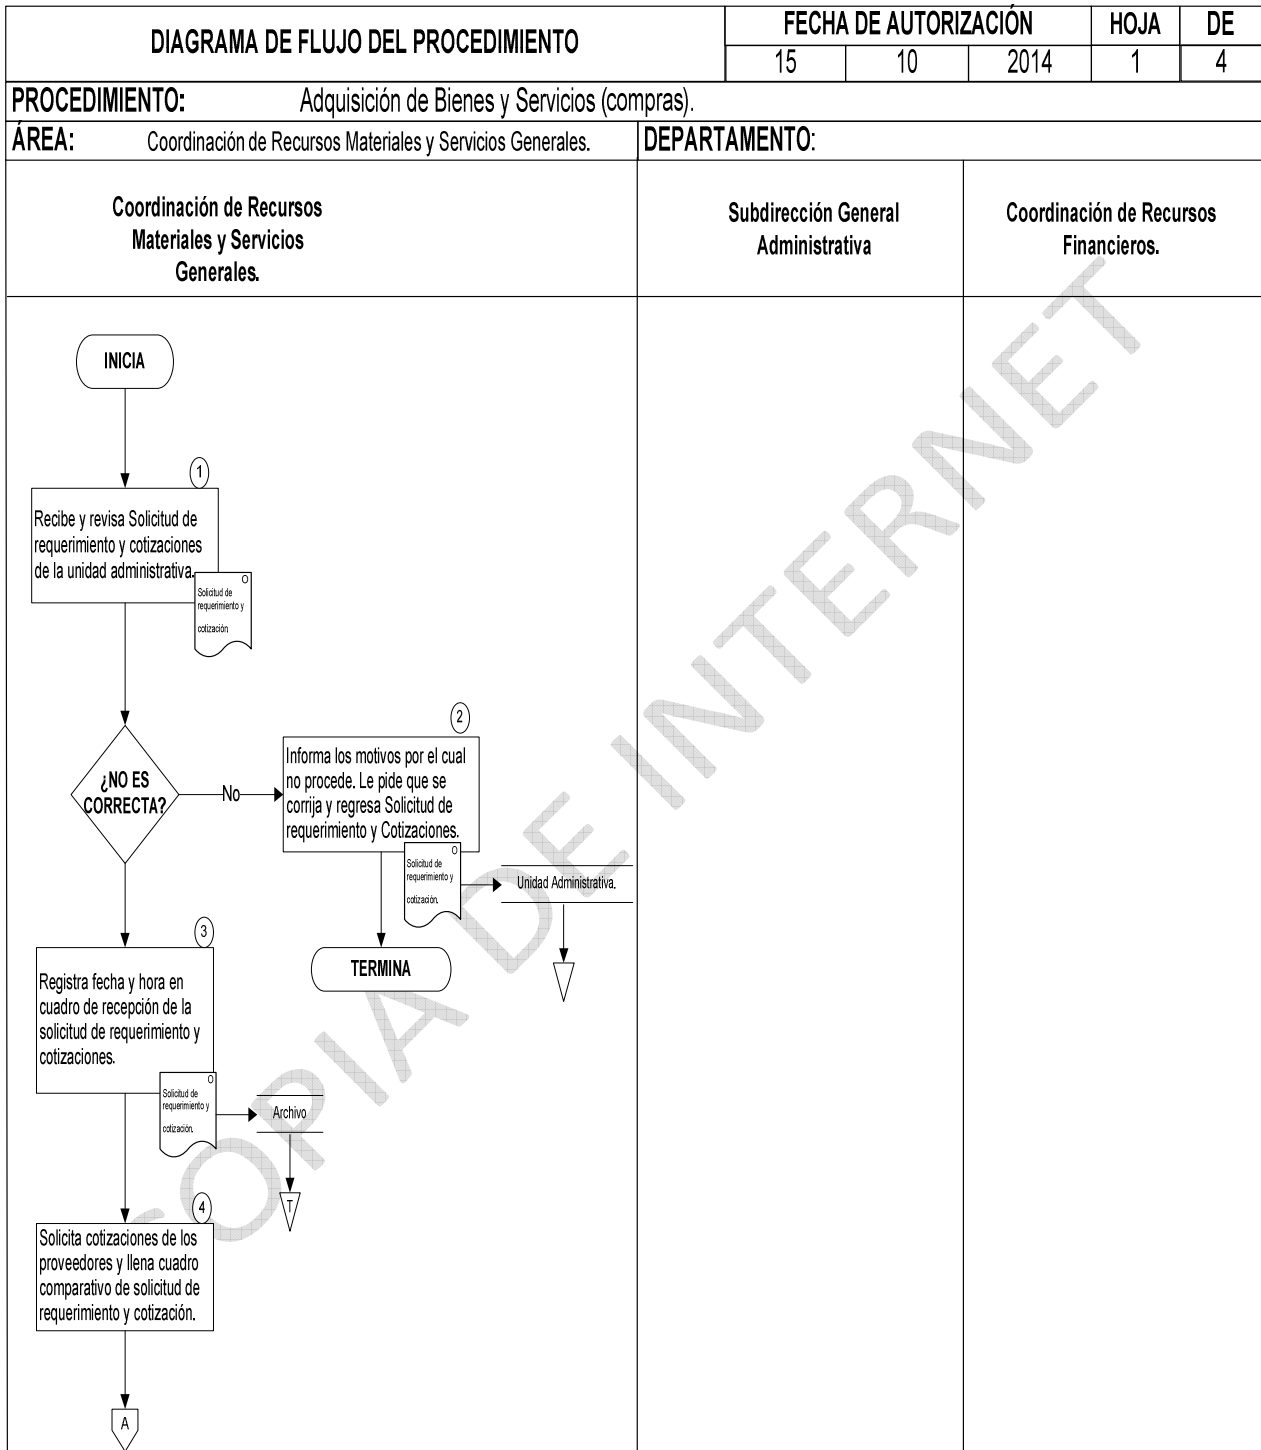 DIAGRAMA DE FLUJO DEL PROCEDIMIENTO
FECHA DE AUTORIZACIÓN
HOJA
DE
15
10
2014
1
4
PROCEDIMIENTO: Adquisición de Bienes y Servicios (compras).
ÁREA: Coordinación de Recursos Materiales y Servicios Generales.
DEPARTAMENTO:
Coordinación de Recursos
Materiales y Servicios
Generales.
Subdirección General
Administrativa
Coordinación de Recursos
Financieros.
INICIA
1
Recibe y revisa Solicitud de
requerimiento y cotizaciones
de la unidad administrativa.
O
Solicitud de
requerimiento y
cotización
¿NO ES
CORRECTA?
No
2
Informa los motivos por el cual
no procede. Le pide que se
corrija y regresa Solicitud de
requerimiento y Cotizaciones.
O
Solicitud de
requerimiento y
cotización.
Unidad Administrativa.
TERMINA
3
Registra fecha y hora en
cuadro de recepción de la
solicitud de requerimiento y
cotizaciones.
O
Solicitud de
requerimiento y
cotización.
Archivo
T
4
Solicita cotizaciones de los
proveedores y llena cuadro
comparativo de solicitud de
requerimiento y cotización.
A
COPIA DE INTERNET